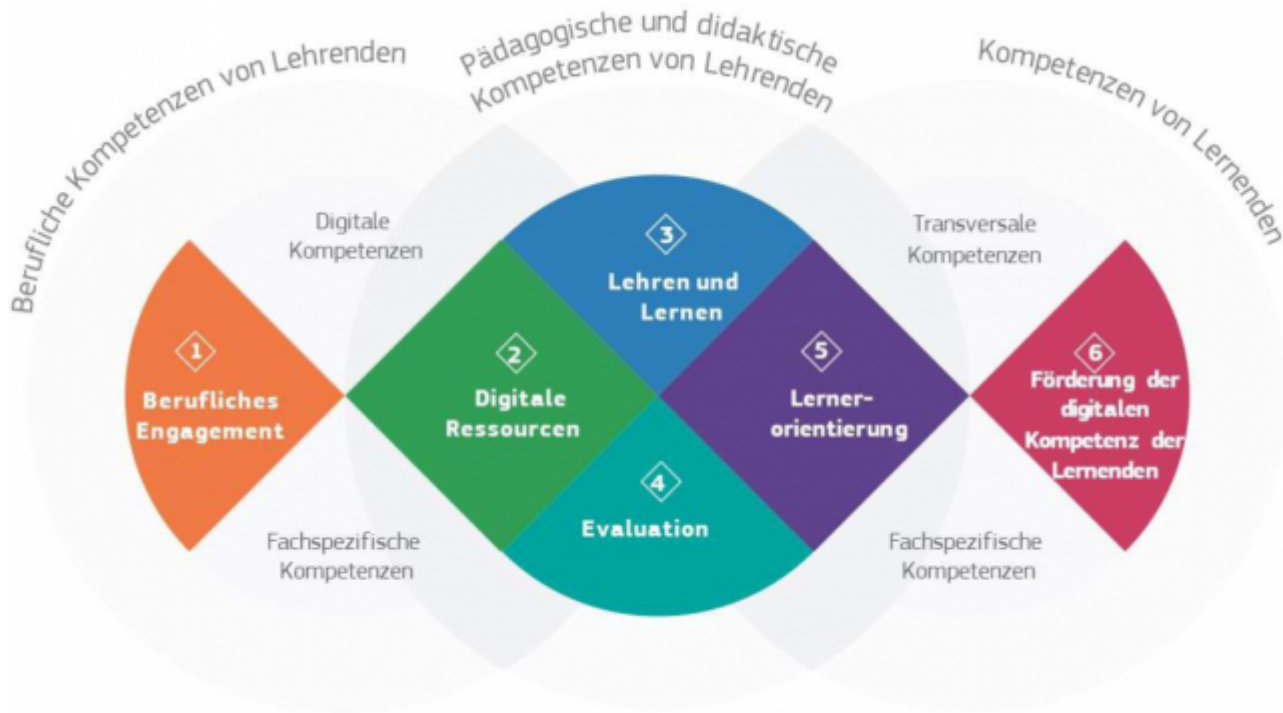 Berufliche Kompetenzen von Lehrenden
Pädagogische und didaktische
Kompetenzen von Lehrenden
Kompetenzen von Lernenden
Digitale
Kompetenzen
Transversale
Kompetenzen
3
Lehren und
Lernen
1
Berufliches
Engagement
2
Digitale
Ressourcen
5
Lerner-
orientierung
6
Förderung der
digitalen
Kompetenz der
Lernenden
4
Evaluation
Fachspezifische
Kompetenzen
Fachspezifische
Kompetenzen